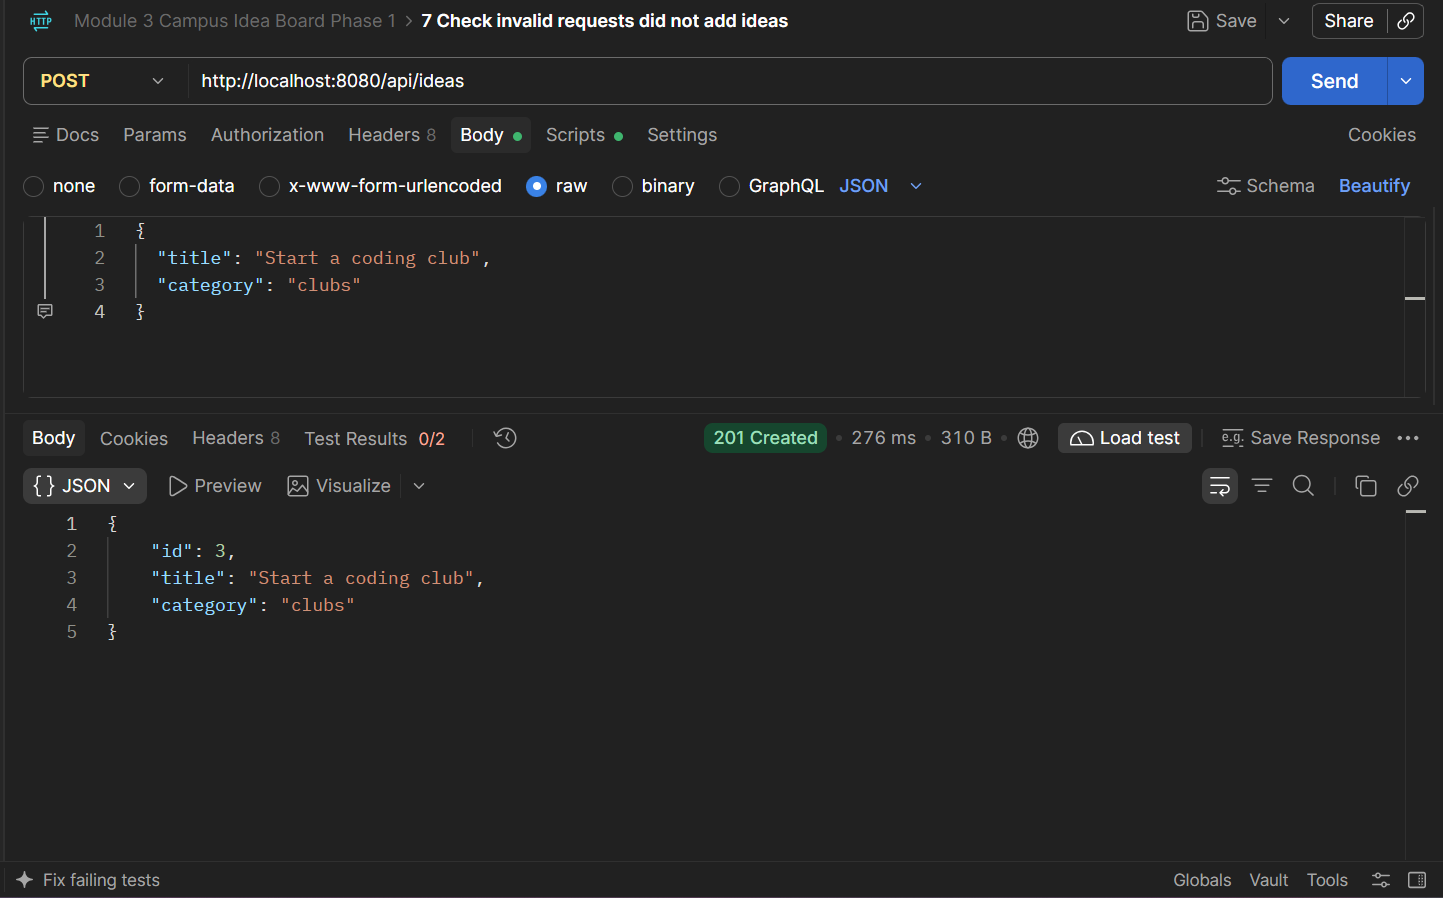 HTTP Module 3 Campus Idea Board Phase 1 > 7 Check invalid requests did not add ideas Save Share
POST http://localhost:8080/api/ideas Send
Docs Params Authorization Headers 8 Body Scripts Settings Cookies
none form-data x-www-form-urlencoded raw binary GraphQL JSON Schema Beautify
1 {
2 "title": "Start a coding club",
3 "category": "clubs"
4 }
Body Cookies Headers 8 Test Results 0/2 201 Created • 276 ms • 310 B • Load test e.g. Save Response
{} JSON Preview Visualize
1 {
2 "id": 3,
3 "title": "Start a coding club",
4 "category": "clubs"
5 }
Fix failing tests Globals Vault Tools